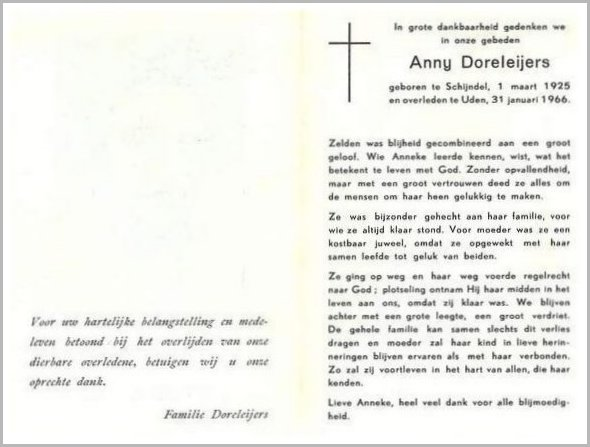 Voor uw hartelijke belangstelling en mede-
leven betoond bij het overlijden van onze
dierbare overledene, betuigen wij u onze
oprechte dank.
Familie Doreleijers
In grote dankbaarheid gedenken we
in onze gebeden
Anny Doreleijers
geboren te Schijndel, 1 maart 1925
en overleden te Uden, 31 januari 1966.
Zelden was blijheid gecombineerd aan een groot
geloof. Wie Anneke leerde kennen, wist, wat het
betekent te leven met God. Zonder opvallendheid,
maar met een groot vertrouwen deed ze alles om
de mensen om haar heen gelukkig te maken.
Ze was bijzonder gehecht aan haar familie, voor
wie ze altijd klaar stond. Voor moeder was ze een
kostbaar juweel, omdat ze opgewekt met haar
samen leefde tot geluk van beiden.
Ze ging op weg en haar weg voerde regelrecht
naar God; plotseling ontnam Hij haar midden in het
leven aan ons, omdat zij klaar was. We blijven
achter met een grote leegte, een groot verdriet.
De gehele familie kan samen slechts dit verlies
dragen en moeder zal haar kind in lieve herin-
neringen blijven ervaren als met haar verbonden.
Zo zal zij voortleven in het hart van allen, die haar
kenden.
Lieve Anneke, heel veel dank voor alle blijmoedig-
heid.